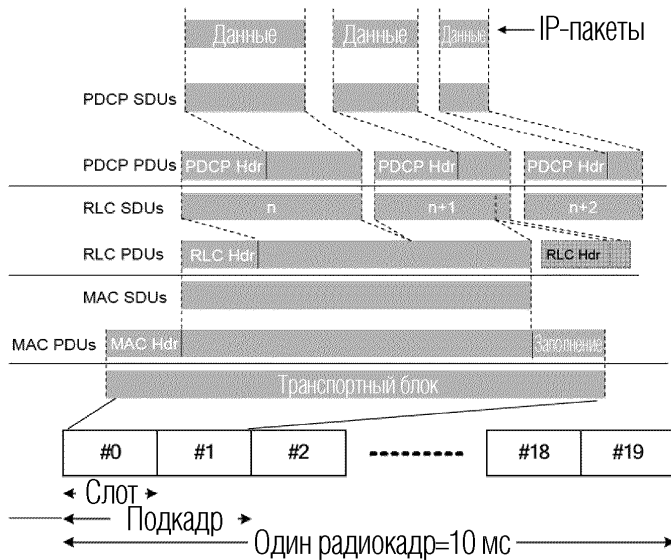 Данные Данные Данные IP-пакеты
PDCP SDUs
PDCP PDUs PDCP Hdr PDCP Hdr PDCP Hdr
RLC SDUs n n+1 n+2
RLC PDUs RLC Hdr RLC Hdr
MAC SDUs
MAC PDUs MAC Hdr Заполнение
Транспортный блок
#0 #1 #2 #18 #19
Слот
Подкадр
Один радиокадр=10 мс